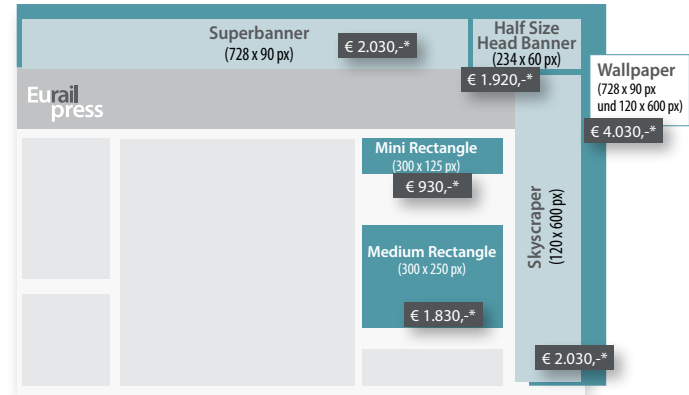 Superbanner
(728 x 90 px)
€ 2.030,-*
Half Size
Head Banner
(234 x 60 px)
€ 1.920,-*
Wallpaper
(728 x 90 px
und 120 x 600 px)
€ 4.030,-*
Eurail
press
Mini Rectangle
(300 x 125 px)
€ 930,-*
Medium Rectangle
(300 x 250 px)
€ 1.830,-*
Skyscraper
(120 x 600 px)
€ 2.030,-*